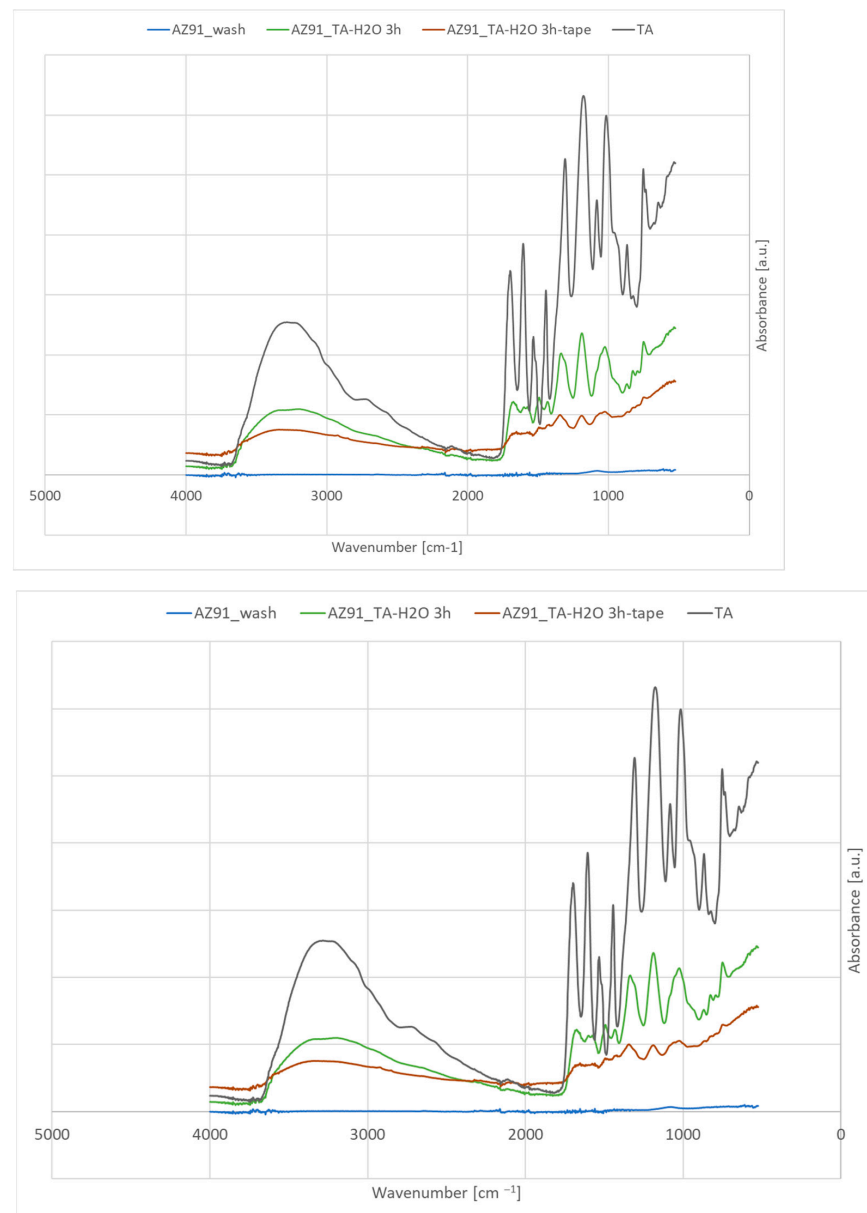 AZ91_wash AZ91_TA-H2O 3h AZ91_TA-H2O 3h-tape TA
Absorbance [a.u.]
5000 4000 3000 2000 1000 0
Wavenumber [cm-1]
AZ91_wash AZ91_TA-H2O 3h AZ91_TA-H2O 3h-tape TA
Absorbance [a.u.]
5000 4000 3000 2000 1000 0
Wavenumber [cm ⁻¹]